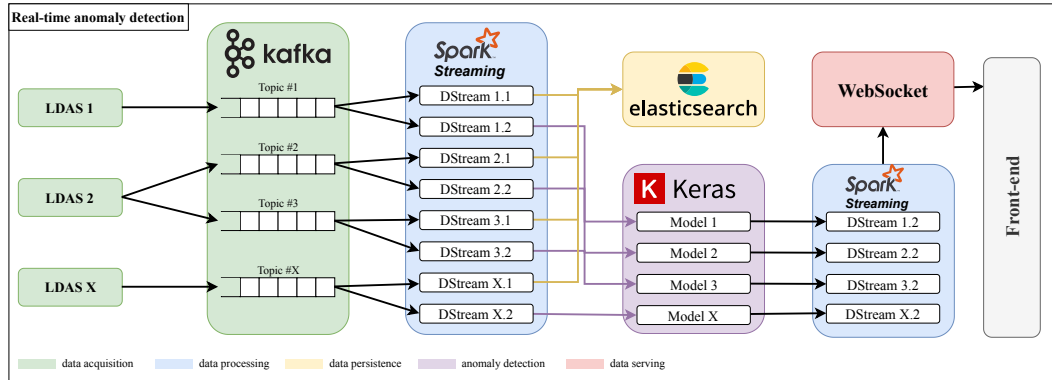 Real-time anomaly detection
LDAS 1
LDAS 2
LDAS X
kafka
Topic #1
Topic #2
Topic #3
Topic #X
Spark
Streaming
DStream 1.1
DStream 1.2
DStream 2.1
DStream 2.2
DStream 3.1
DStream 3.2
DStream X.1
DStream X.2
elasticsearch
K Keras
Model 1
Model 2
Model 3
Model X
WebSocket
Spark
Streaming
DStream 1.2
DStream 2.2
DStream 3.2
DStream X.2
Front-end
data acquisition
data processing
data persistence
anomaly detection
data serving